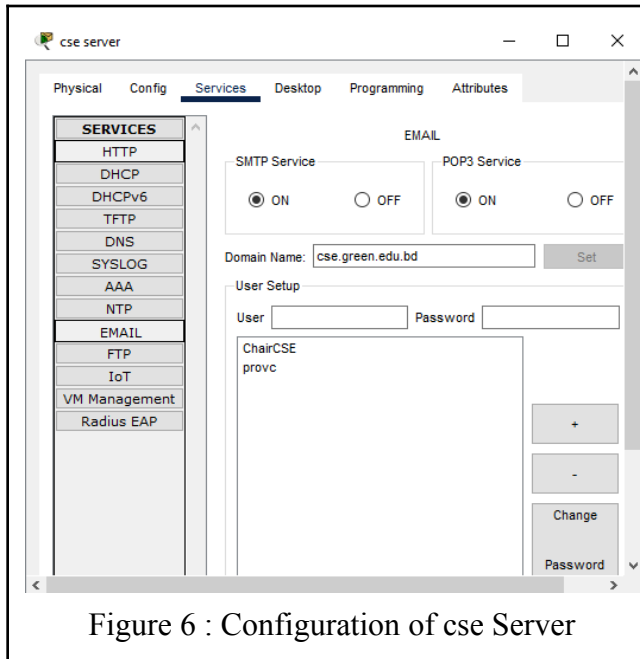 cse server
Physical Config Services Desktop Programming Attributes
SERVICES
HTTP
DHCP
DHCPv6
TFTP
DNS
SYSLOG
AAA
NTP
EMAIL
FTP
IoT
VM Management
Radius EAP
EMAIL
SMTP Service POP3 Service
ON OFF ON OFF
Domain Name: cse.green.edu.bd Set
User Setup
User Password
ChairCSE
provc
+
-
Change
Password
Figure 6 : Configuration of cse Server